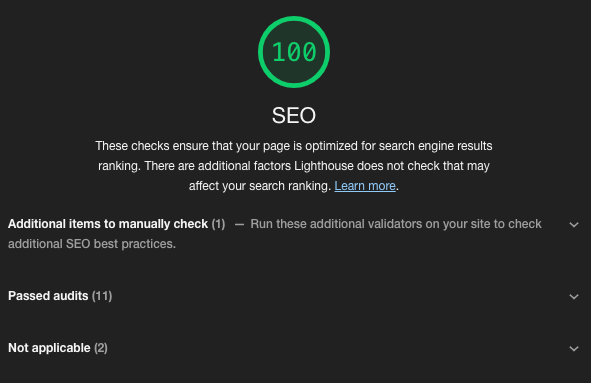 100
SEO
These checks ensure that your page is optimized for search engine results
ranking. There are additional factors Lighthouse does not check that may
affect your search ranking. Learn more.
Additional items to manually check (1) — Run these additional validators on your site to check
additional SEO best practices.
Passed audits (11)
Not applicable (2)